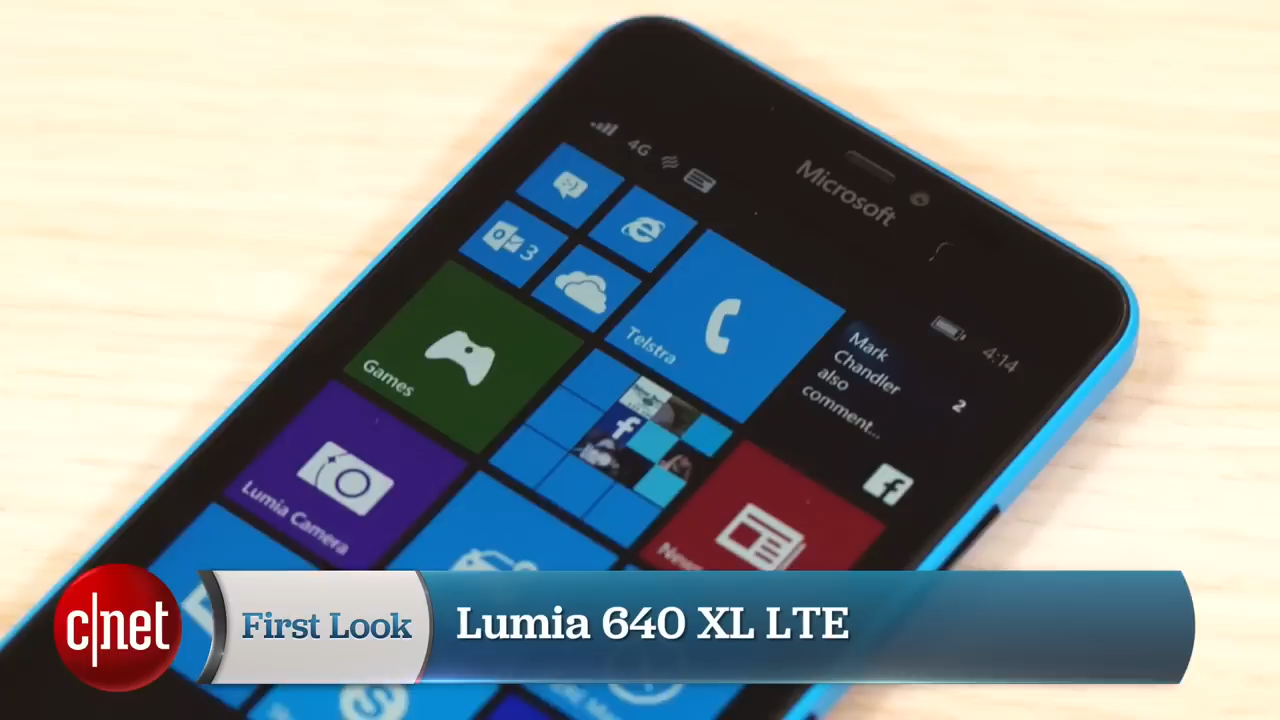 4G
Microsoft
4:14
3
Telstra
Mark
Chandler
also
comment...
2
Games
Lumia Camera
c|net
First Look
Lumia 640 XL LTE